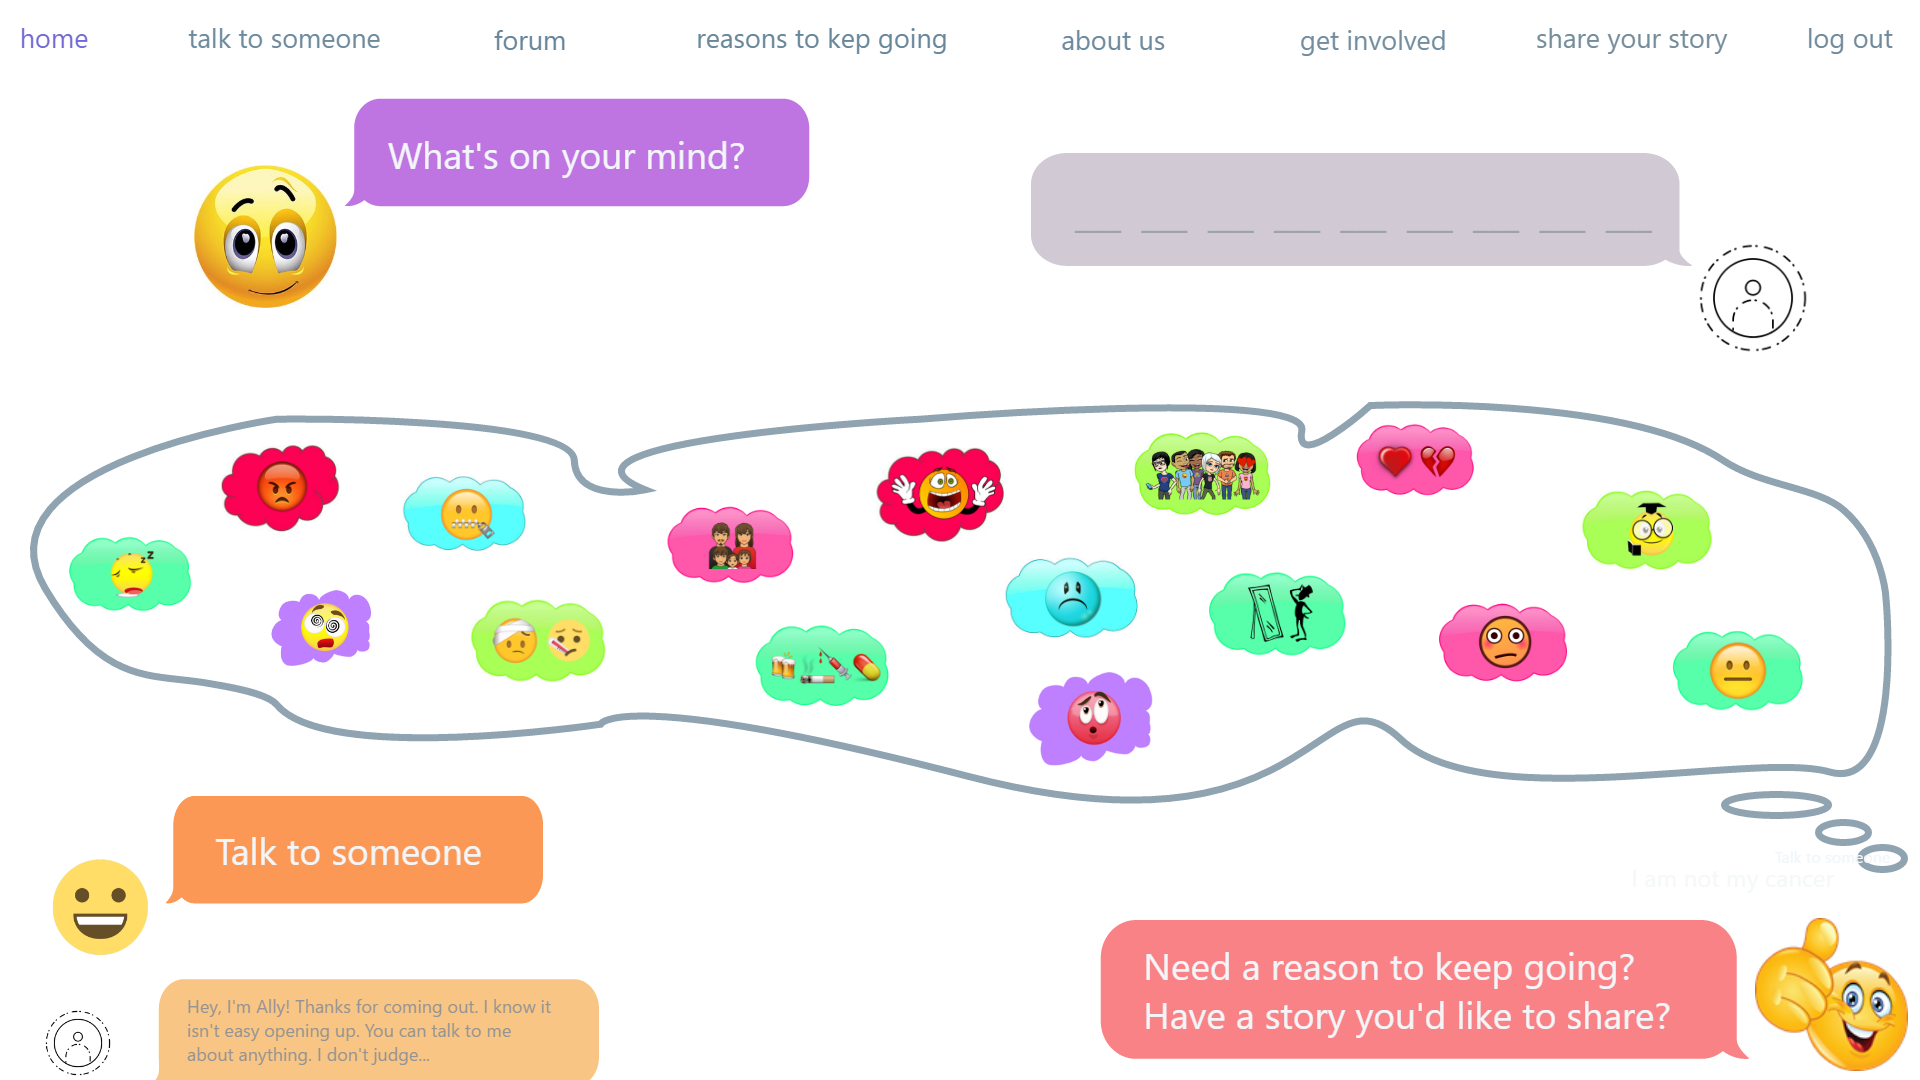 home talk to someone forum reasons to kep going about us get involved share your story log out
What's on your mind?
Talk to someone
Talk to someone
I am not my cancer
Need a reason to keep going?
Have a story you'd like to share?
Hey, I'm Ally! Thanks for coming out. I know it
isn't easy opening up. You can talk to me
about anything. I don't judge...